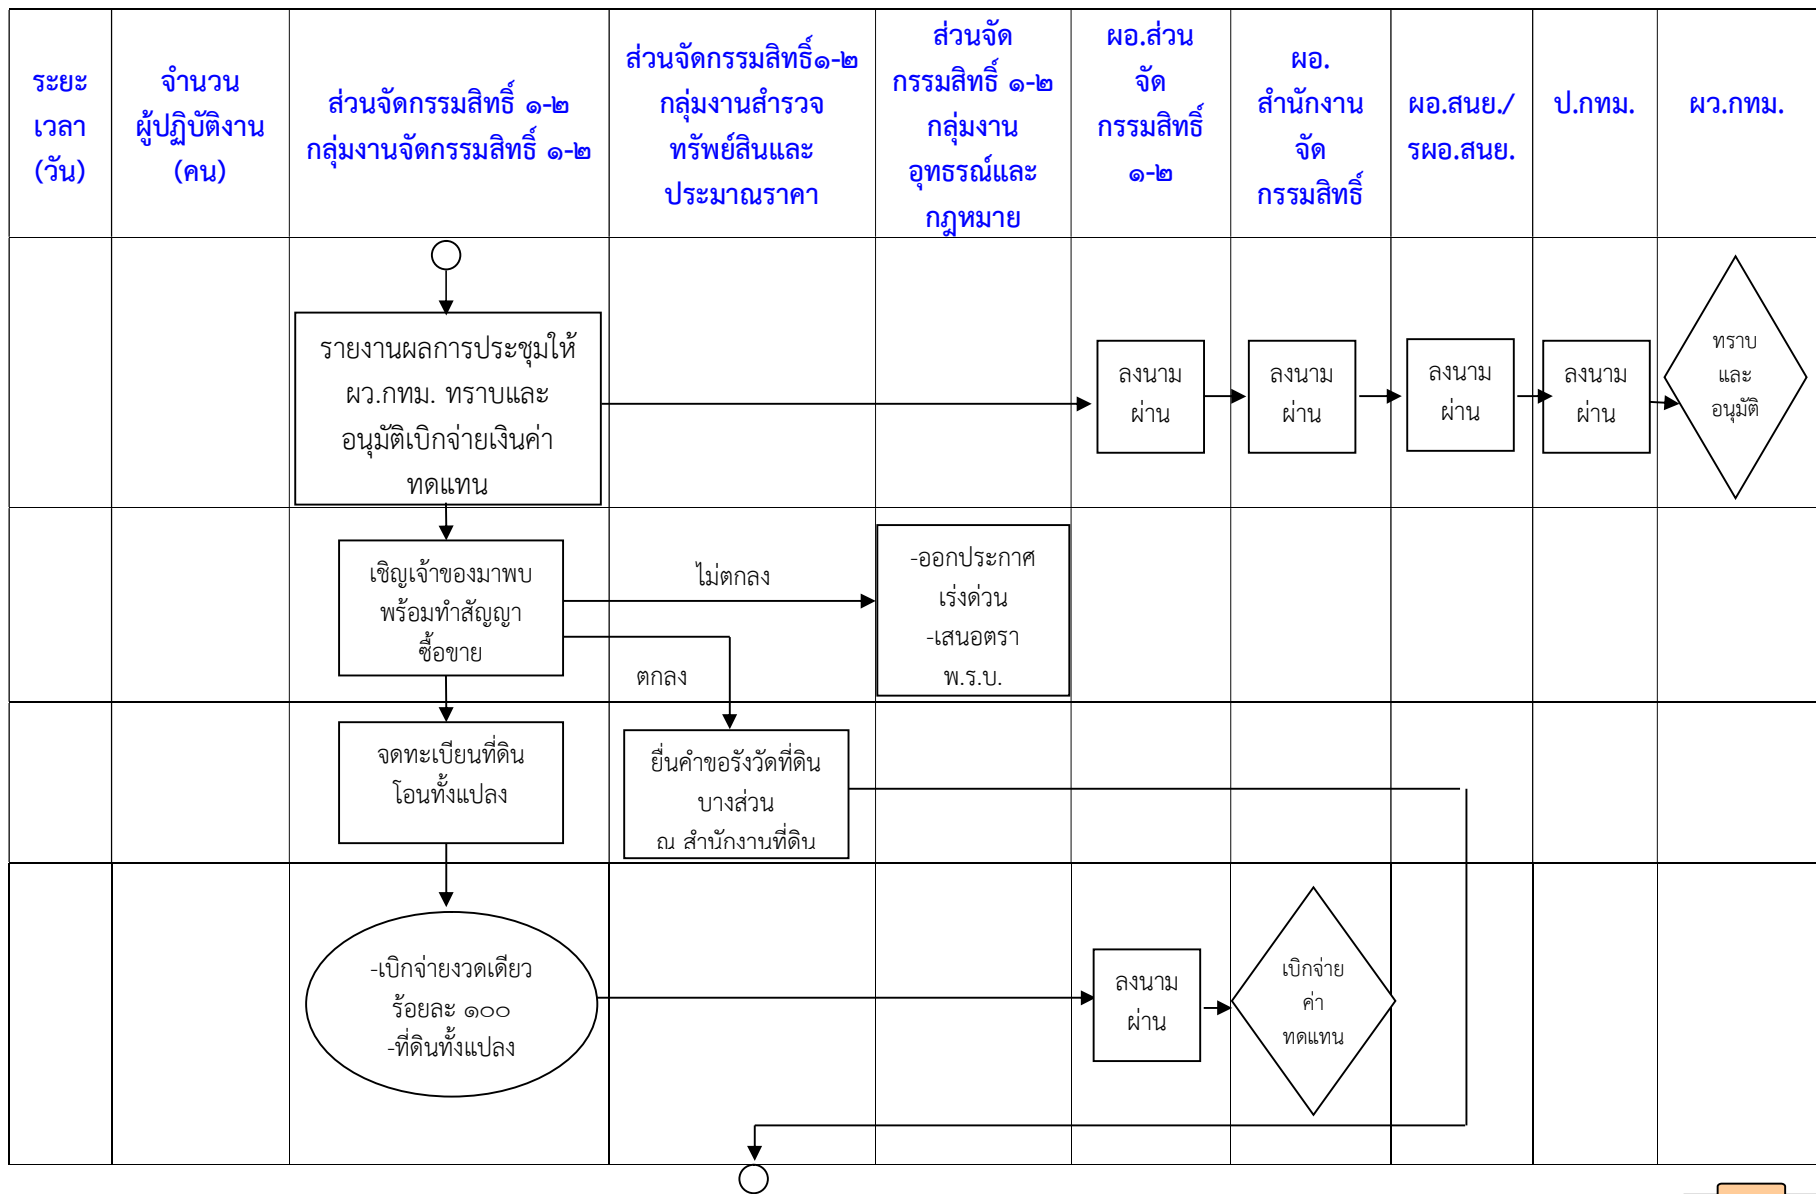 ระยะ
เวลา
(วัน)
จำนวน
ผู้ปฏิบัติงาน
(คน)
ส่วนจัดกรรมสิทธิ์ ๑-๒
กลุ่มงานจัดกรรมสิทธิ์ ๑-๒
ส่วนจัดกรรมสิทธิ์๑-๒
กลุ่มงานสำรวจ
ทรัพย์สินและ
ประมาณราคา
ส่วนจัด
กรรมสิทธิ์ ๑-๒
กลุ่มงาน
อุทธรณ์และ
กฎหมาย
ผอ.ส่วน
จัด
กรรมสิทธิ์
๑-๒
ผอ.
สำนักงาน
จัด
กรรมสิทธิ์
ผอ.สนย./
รผอ.สนย.
ป.กทม.
ผว.กทม.
รายงานผลการประชุมให้
ผว.กทม. ทราบและ
อนุมัติเบิกจ่ายเงินค่า
ทดแทน
ลงนาม
ผ่าน
ลงนาม
ผ่าน
ลงนาม
ผ่าน
ลงนาม
ผ่าน
ทราบ
และ
อนุมัติ
เชิญเจ้าของมาพบ
พร้อมทำสัญญา
ซื้อขาย
ไม่ตกลง
ตกลง
-ออกประกาศ
เร่งด่วน
-เสนอตรา
พ.ร.บ.
จดทะเบียนที่ดิน
โอนทั้งแปลง
ยื่นคำขอรังวัดที่ดิน
บางส่วน
ณ สำนักงานที่ดิน
-เบิกจ่ายงวดเดียว
ร้อยละ ๑๐๐
-ที่ดินทั้งแปลง
ลงนาม
ผ่าน
เบิกจ่าย
ค่า
ทดแทน